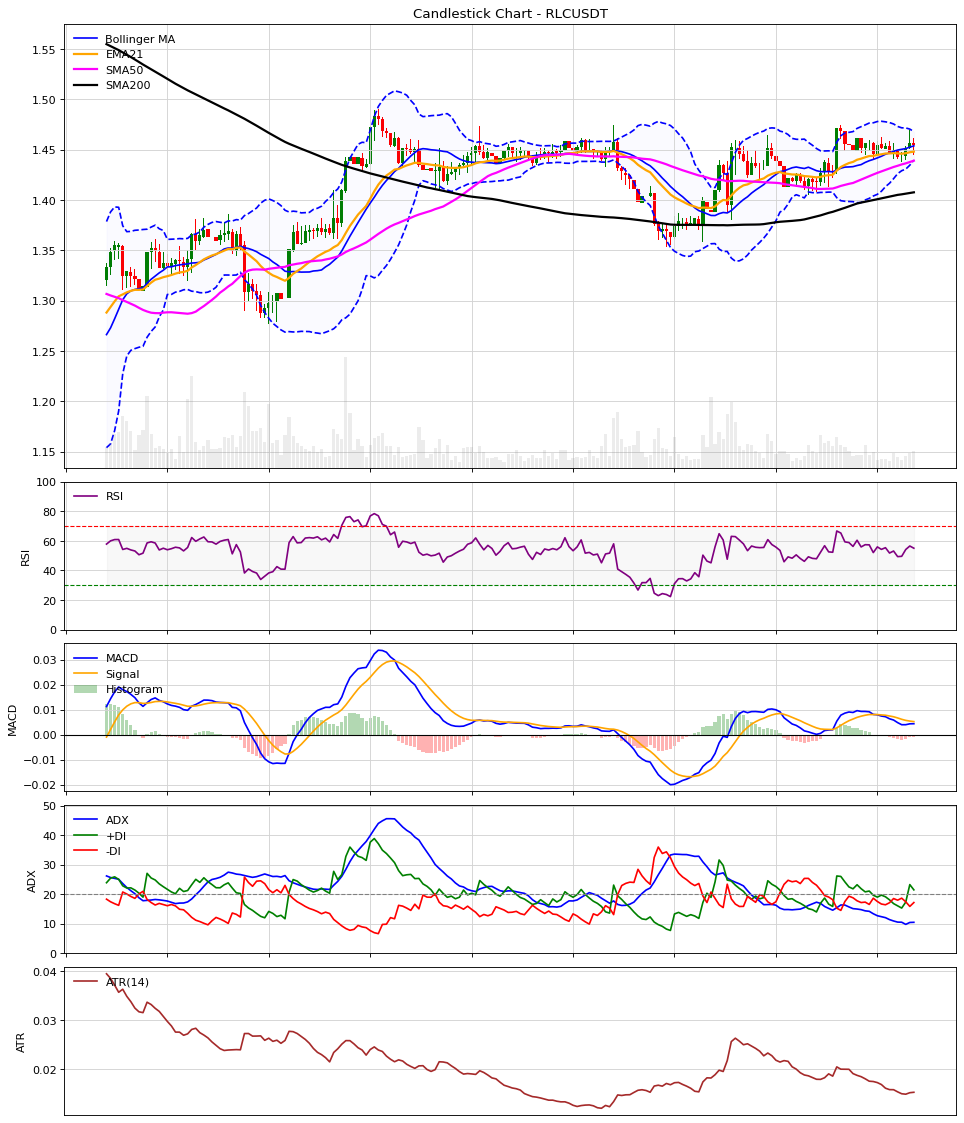 Candlestick Chart - RLCUSDT
Bollinger MA
EMA21
SMA50
SMA200
1.55
1.50
1.45
1.40
1.35
1.30
1.25
1.20
1.15
RSI
RSI
100
80
60
40
20
0
MACD
Signal
Histogram
MACD
0.03
0.02
0.01
0.00
−0.01
−0.02
ADX
+DI
-DI
ADX
50
40
30
20
10
0
ATR(14)
ATR
0.04
0.03
0.02